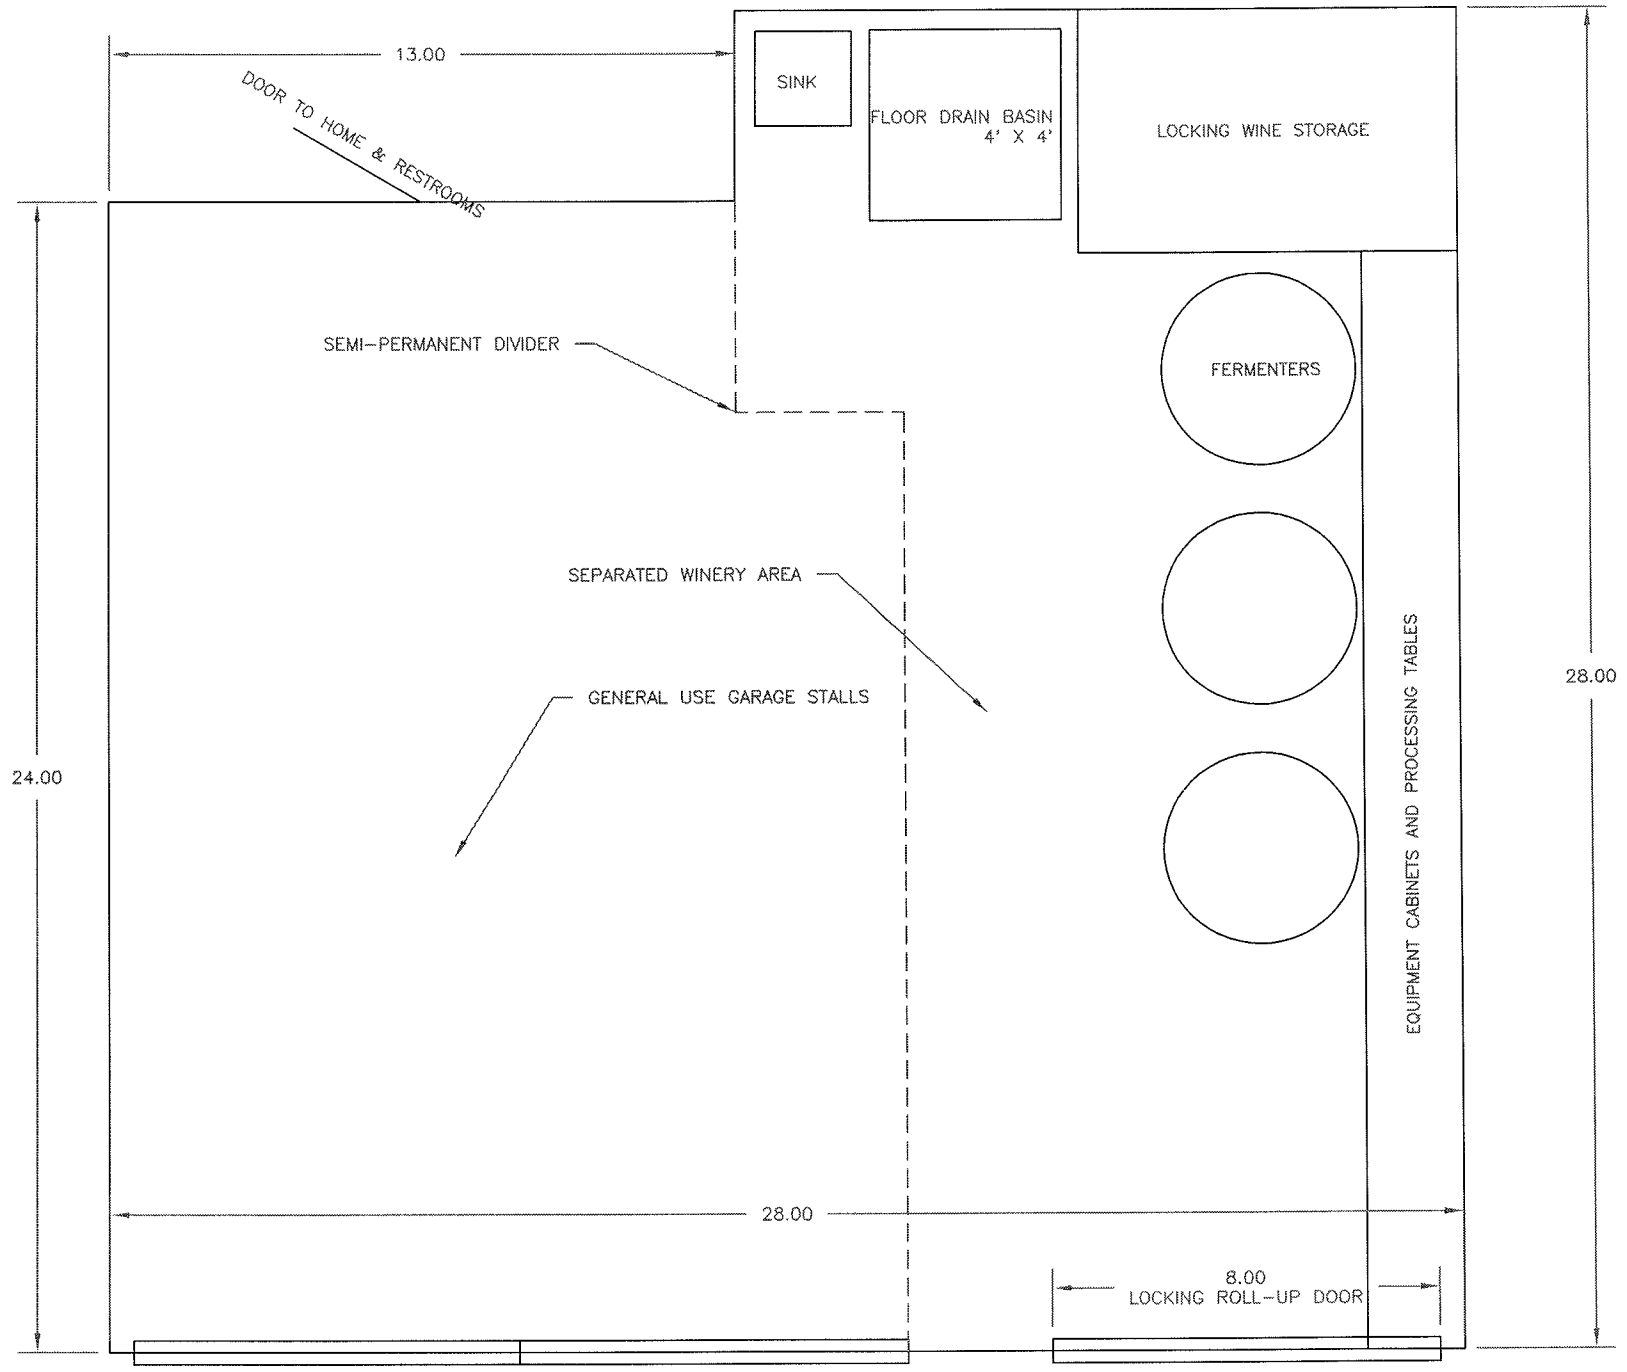 13.00
DOOR TO HOME & RESTROOMS
SINK
FLOOR DRAIN BASIN
4' X 4'
LOCKING WINE STORAGE
SEMI-PERMANENT DIVIDER
FERMENTERS
SEPARATED WINERY AREA
GENERAL USE GARAGE STALLS
EQUIPMENT CABINETS AND PROCESSING TABLES
28.00
24.00
28.00
8.00
LOCKING ROLL-UP DOOR